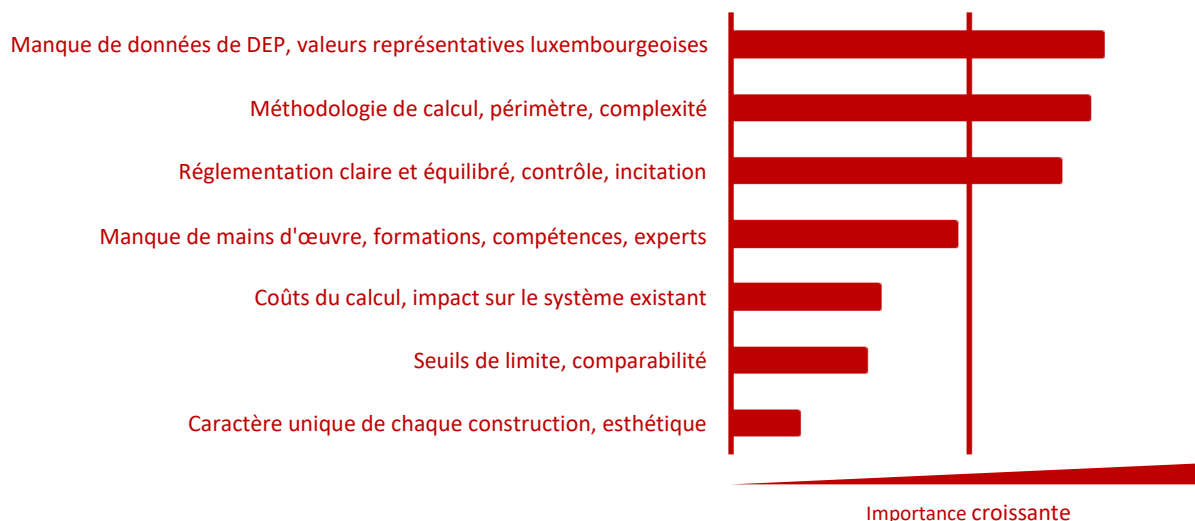 Manque de données de DEP, valeurs représentatives luxembourgeoises
Méthodologie de calcul, périmètre, complexité
Réglementation claire et équilibré, contrôle, incitation
Manque de mains d'œuvre, formations, compétences, experts
Coûts du calcul, impact sur le système existant
Seuils de limite, comparabilité
Caractère unique de chaque construction, esthétique
Importance croissante